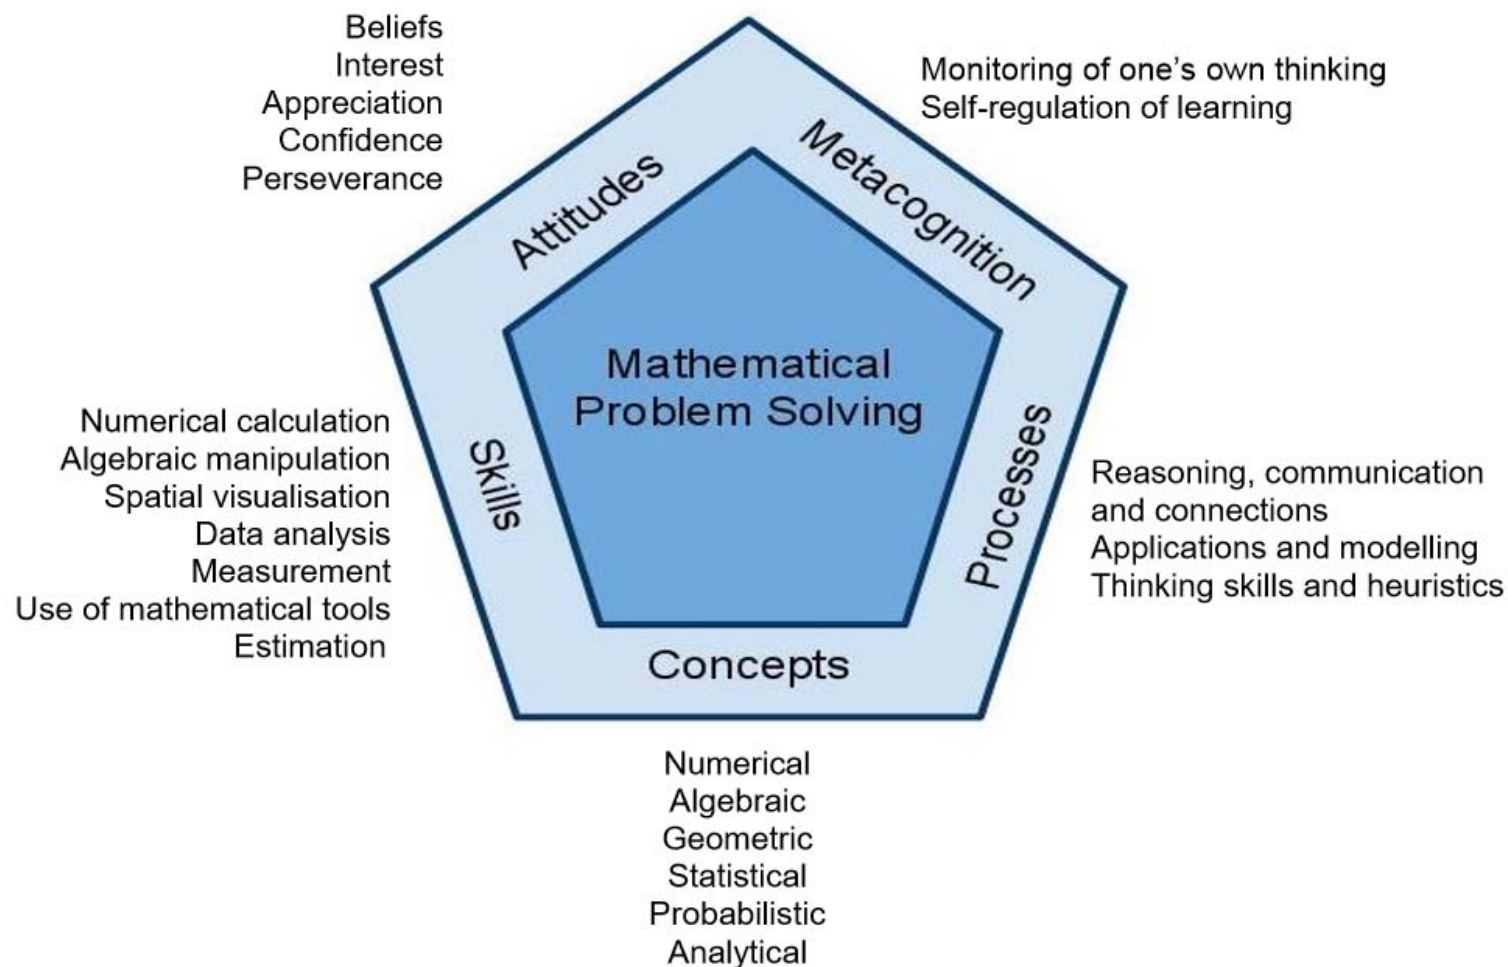 Beliefs
Interest
Appreciation
Confidence
Perseverance
Monitoring of one's own thinking
Self-regulation of learning
Attitudes
Metacognition
Mathematical
Problem Solving
Numerical calculation
Algebraic manipulation
Spatial visualisation
Data analysis
Measurement
Use of mathematical tools
Estimation
Skills
Processes
Reasoning, communication
and connections
Applications and modelling
Thinking skills and heuristics
Concepts
Numerical
Algebraic
Geometric
Statistical
Probabilistic
Analytical